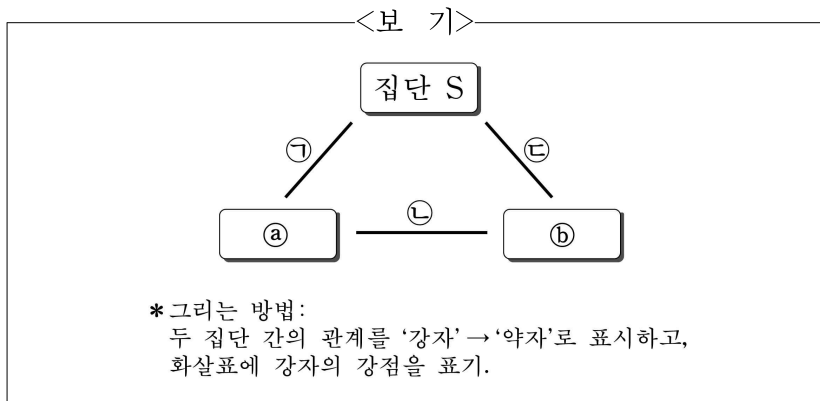 <보 기>
집단 S
㉠ ㉢
㉡
ⓐ ⓑ
*그리는 방법:
두 집단 간의 관계를 ‘강자’→‘약자’로 표시하고,
화살표에 강자의 강점을 표기.